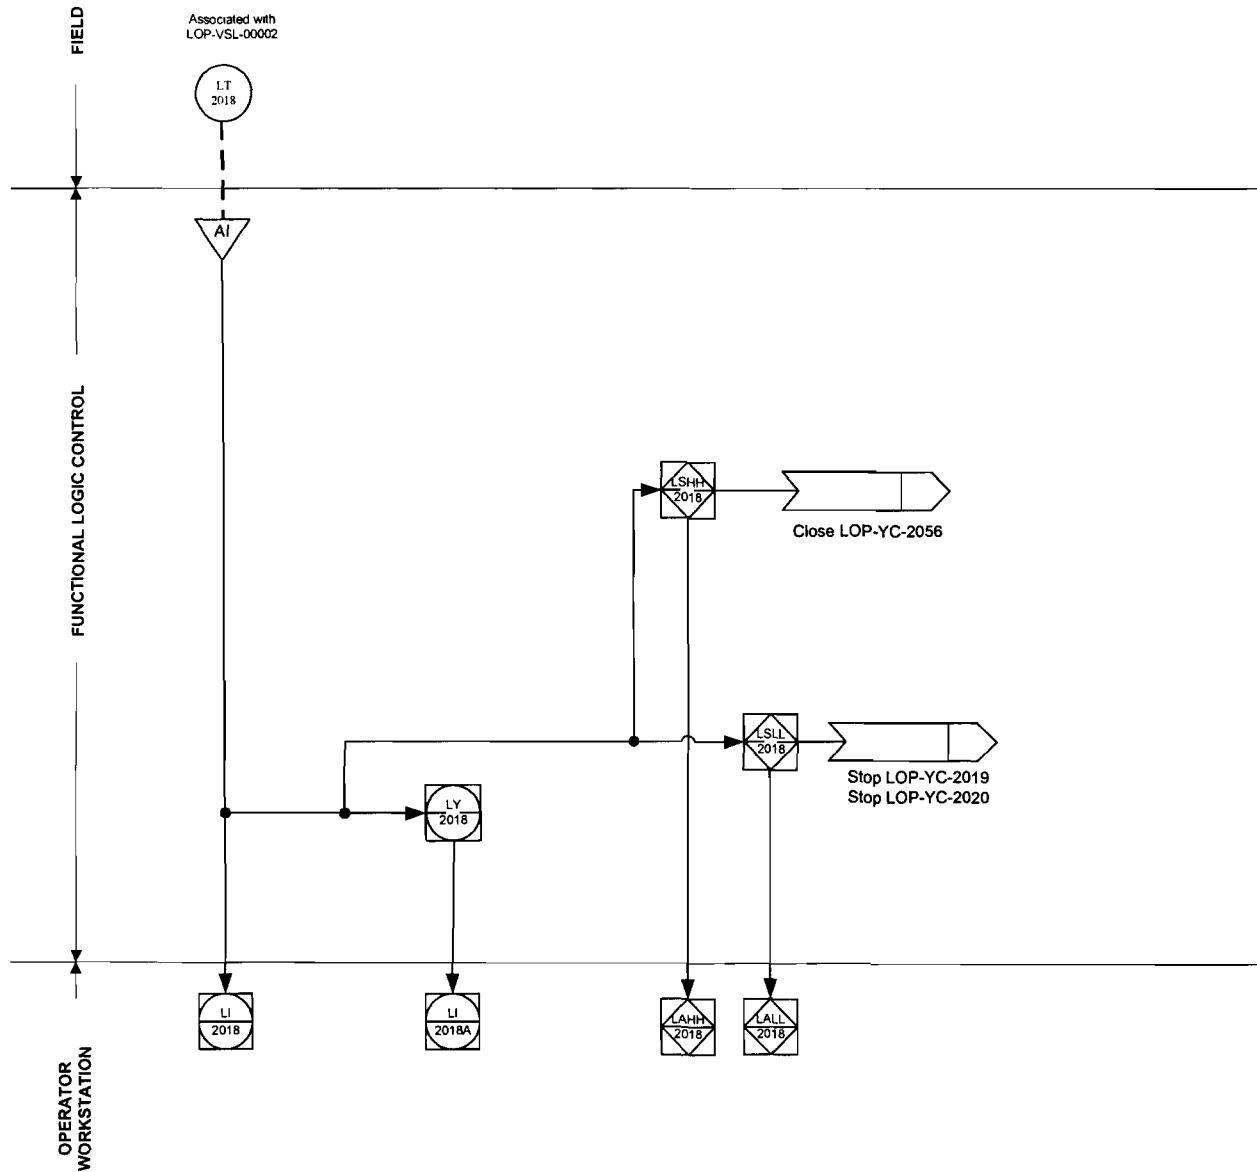 FIELD
Associated with
LOP-VSL-00002
LT
2018
AI
FUNCTIONAL LOGIC CONTROL
LSHH
2018
Close LOP-YC-2056
LSLL
2018
Stop LOP-YC-2019
Stop LOP-YC-2020
LY
2018
LI
2018
LI
2018A
LAHH
2018
LALL
2018
OPERATOR
WORKSTATION